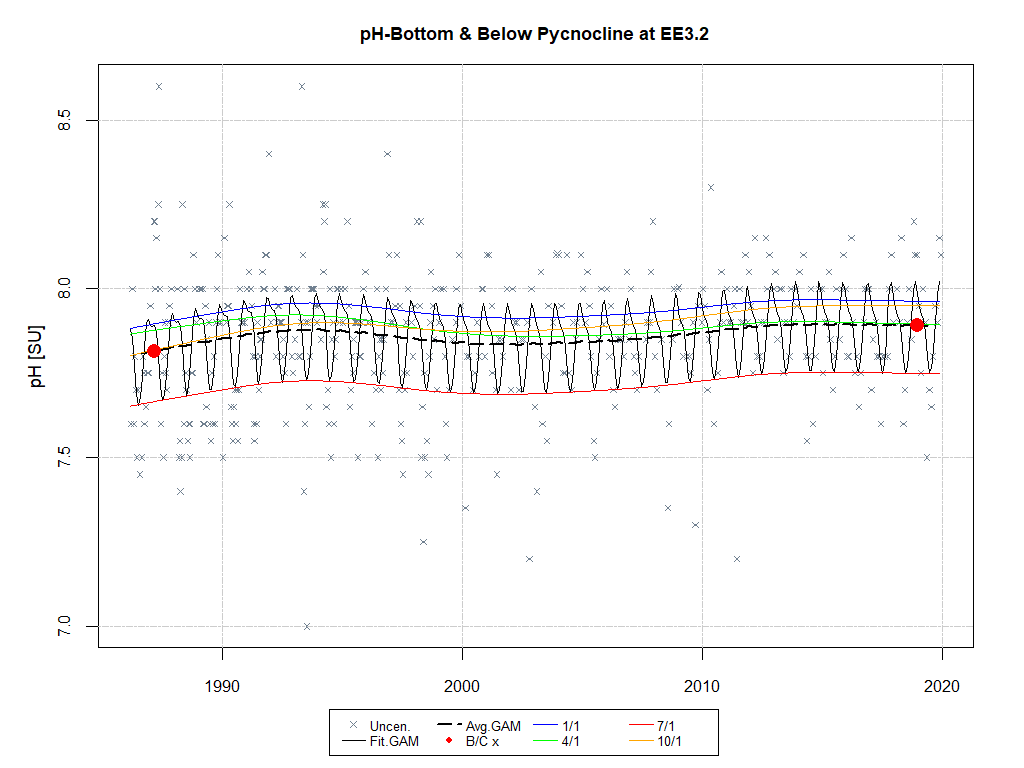 pH-Bottom & Below Pycnocline at EE3.2
pH [SU]
8.5
8.0
7.5
7.0
1990 2000 2010 2020
Uncen. Avg.GAM 1/1 7/1
Fit.GAM B/C x 4/1 10/1